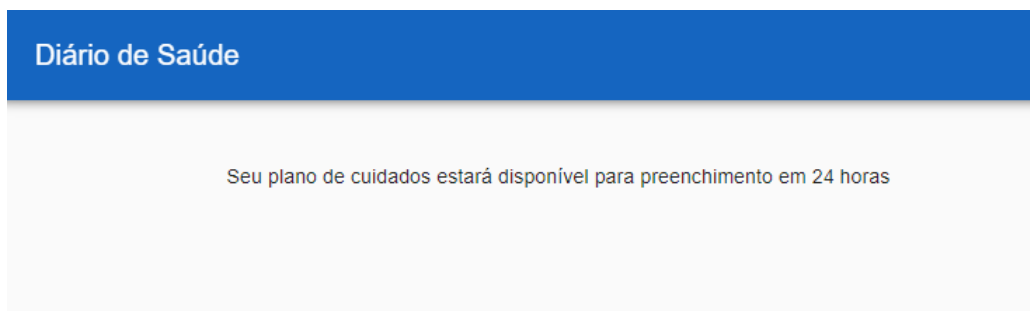 Diário de Saúde
Seu plano de cuidados estará disponível para preenchimento em 24 horas